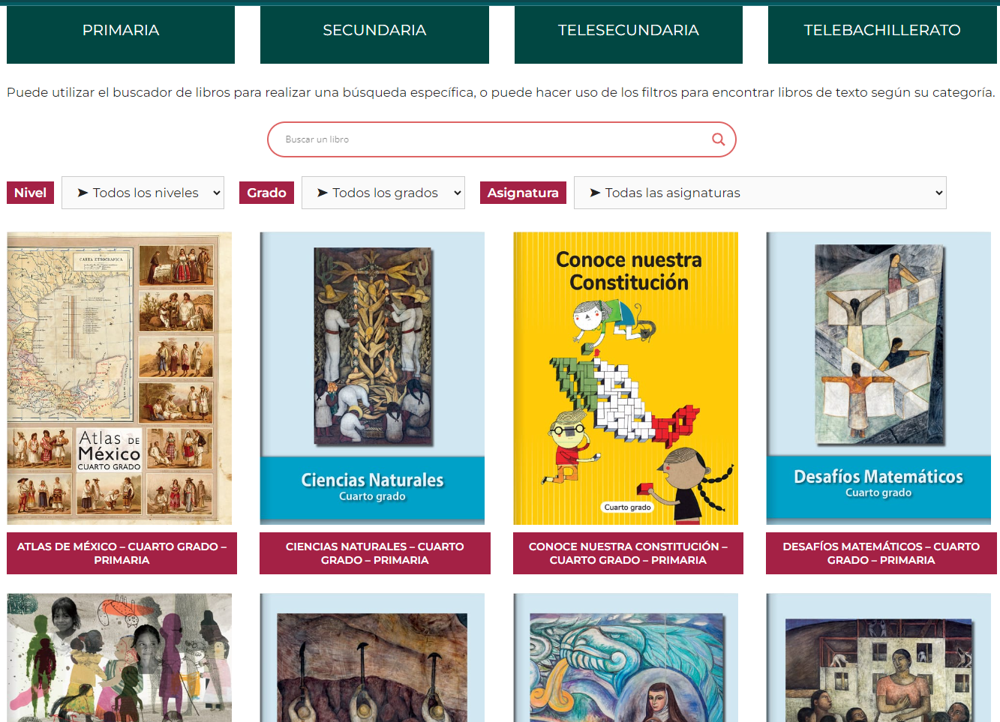 PRIMARIA
SECUNDARIA
TELESECUNDARIA
TELEBACHILLERATO
Puede utilizar el buscador de libros para realizar una búsqueda específica, o puede hacer uso de los filtros para encontrar libros de texto según su categoría.
Buscar un libro
Nivel
➤ Todos los niveles
Grado
➤ Todos los grados
Asignatura
➤ Todas las asignaturas
CARTA ETNOGRAFICA
Atlas DE
México
CUARTO GRADO
Ciencias Naturales
Cuarto grado
Conoce nuestra
Constitución
Cuarto grado
Desafíos Matemáticos
Cuarto grado
ATLAS DE MÉXICO – CUARTO GRADO –
PRIMARIA
CIENCIAS NATURALES – CUARTO
GRADO – PRIMARIA
CONOCE NUESTRA CONSTITUCIÓN –
CUARTO GRADO – PRIMARIA
DESAFÍOS MATEMÁTICOS – CUARTO
GRADO – PRIMARIA